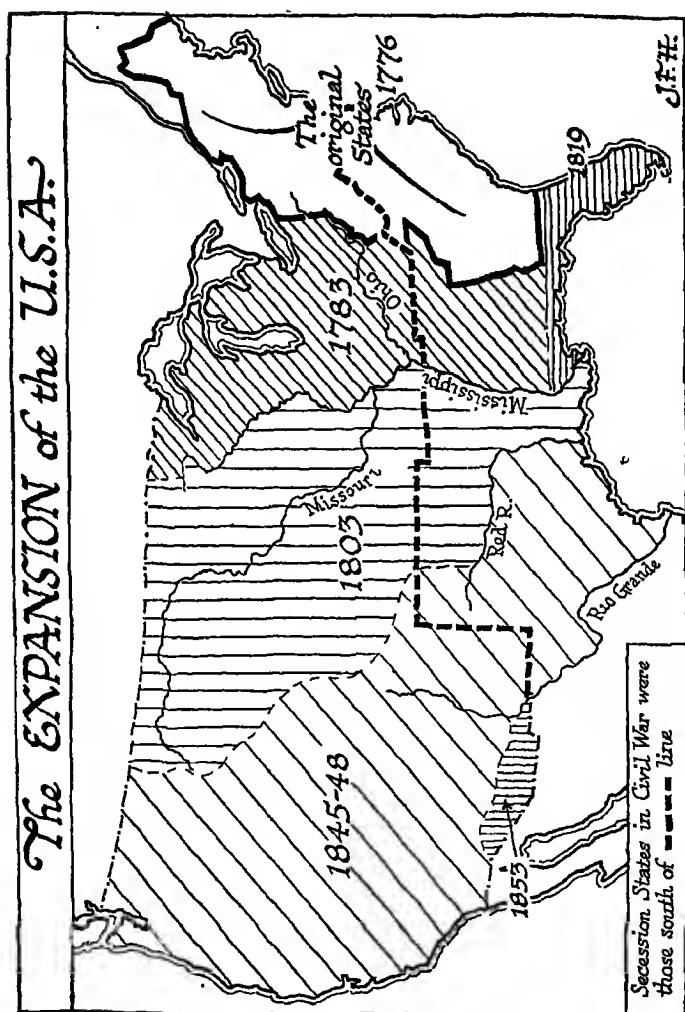 The EXPANSION of the U.S.A.
The
original
States
1776
1783
Ohio
1819
Mississippi
Missouri
1803
Red R.
Rio Grande
1845-48
1853
Secession States in Civil War were
those south of line
J.F.H.